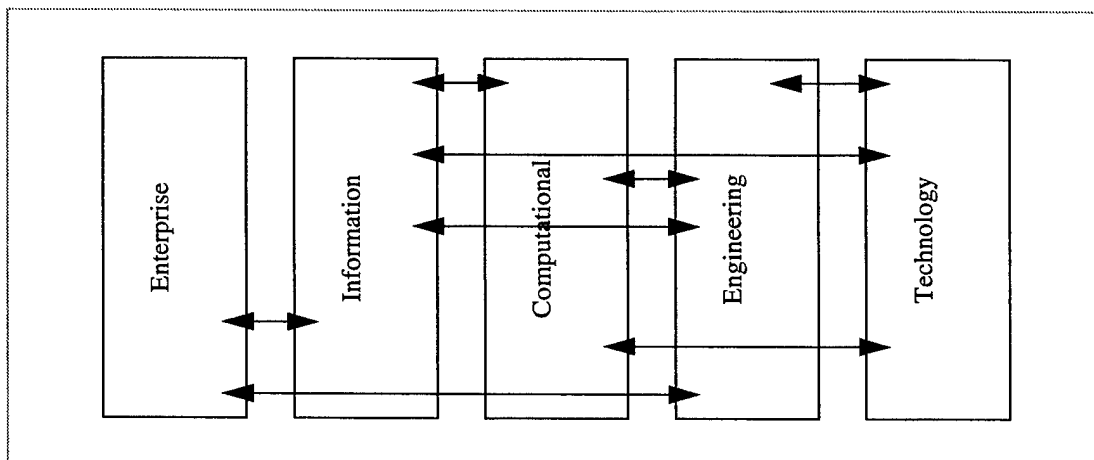 Enterprise
Information
Computational
Engineering
Technology